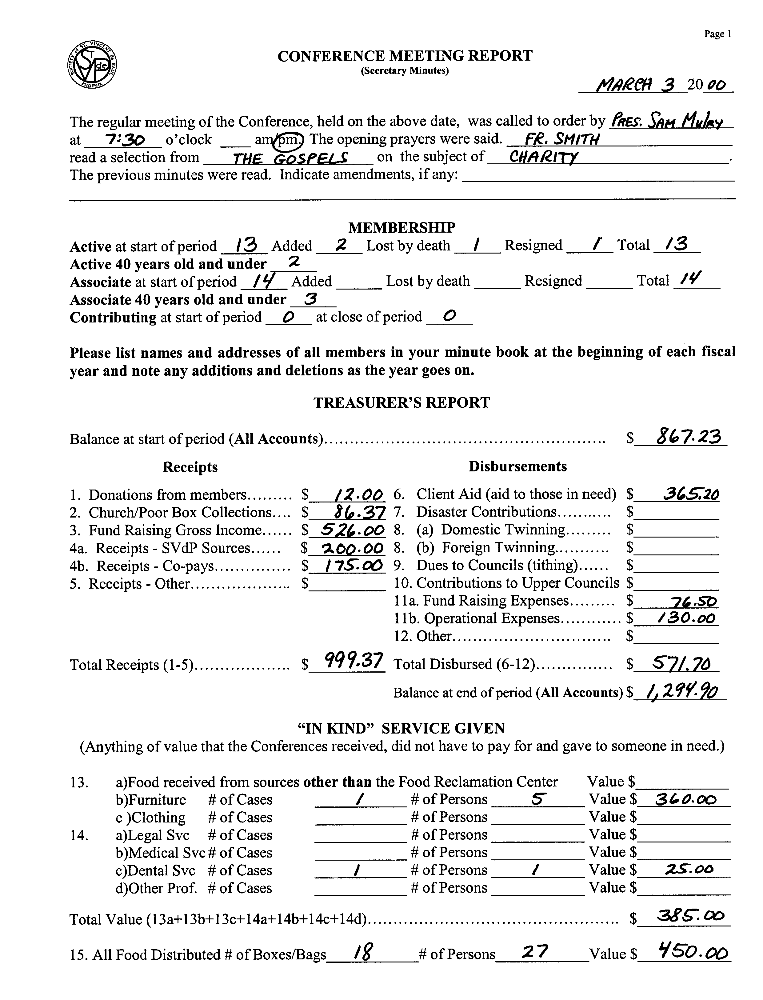 Page 1
SOCIETY of ST. VINCENT de PAUL
ST
V de P
PHOENIX
CONFERENCE MEETING REPORT
(Secretary Minutes)
MARCH 3 20 00
The regular meeting of the Conference, held on the above date, was called to order by PRES. SAM Mulay
at 7:30 o'clock ____ am/pm. The opening prayers were said. FR. SMITH
read a selection from THE GOSPELS on the subject of CHARITY .
The previous minutes were read. Indicate amendments, if any:
MEMBERSHIP
Active at start of period 13 Added 2 Lost by death 1 Resigned 1 Total 13
Active 40 years old and under 2
Associate at start of period 14 Added ____ Lost by death ____ Resigned ____ Total 14
Associate 40 years old and under 3
Contributing at start of period 0 at close of period 0
Please list names and addresses of all members in your minute book at the beginning of each fiscal
year and note any additions and deletions as the year goes on.
TREASURER'S REPORT
Balance at start of period (All Accounts)........ $ 867.23
Receipts Disbursements
1. Donations from members......... $ 12.00 6. Client Aid (aid to those in need) $ 365.20
2. Church/Poor Box Collections.... $ 86.37 7. Disaster Contributions........... $
3. Fund Raising Gross Income...... $ 526.00 8. (a) Domestic Twinning......... $
4a. Receipts - SVdP Sources...... $ 200.00 8. (b) Foreign Twinning........... $
4b. Receipts - Co-pays............... $ 175.00 9. Dues to Councils (tithing)...... $
5. Receipts - Other.................... $ 10. Contributions to Upper Councils $
11a. Fund Raising Expenses......... $ 76.50
11b. Operational Expenses............ $ 130.00
12. Other............................... $
Total Receipts (1-5)................... $ 999.37 Total Disbursed (6-12)............... $ 571.70
Balance at end of period (All Accounts) $ 1,294.90
“IN KIND” SERVICE GIVEN
(Anything of value that the Conferences received, did not have to pay for and gave to someone in need.)
13. a)Food received from sources other than the Food Reclamation Center Value $
b)Furniture # of Cases 1 # of Persons 5 Value $ 360.00
c )Clothing # of Cases # of Persons Value $
14. a)Legal Svc # of Cases # of Persons Value $
b)Medical Svc # of Cases # of Persons Value $
c)Dental Svc # of Cases 1 # of Persons 1 Value $ 25.00
d)Other Prof. # of Cases # of Persons Value $
Total Value (13a+13b+13c+14a+14b+14c+14d)........ $ 385.00
15. All Food Distributed # of Boxes/Bags 18 # of Persons 27 Value $ 450.00